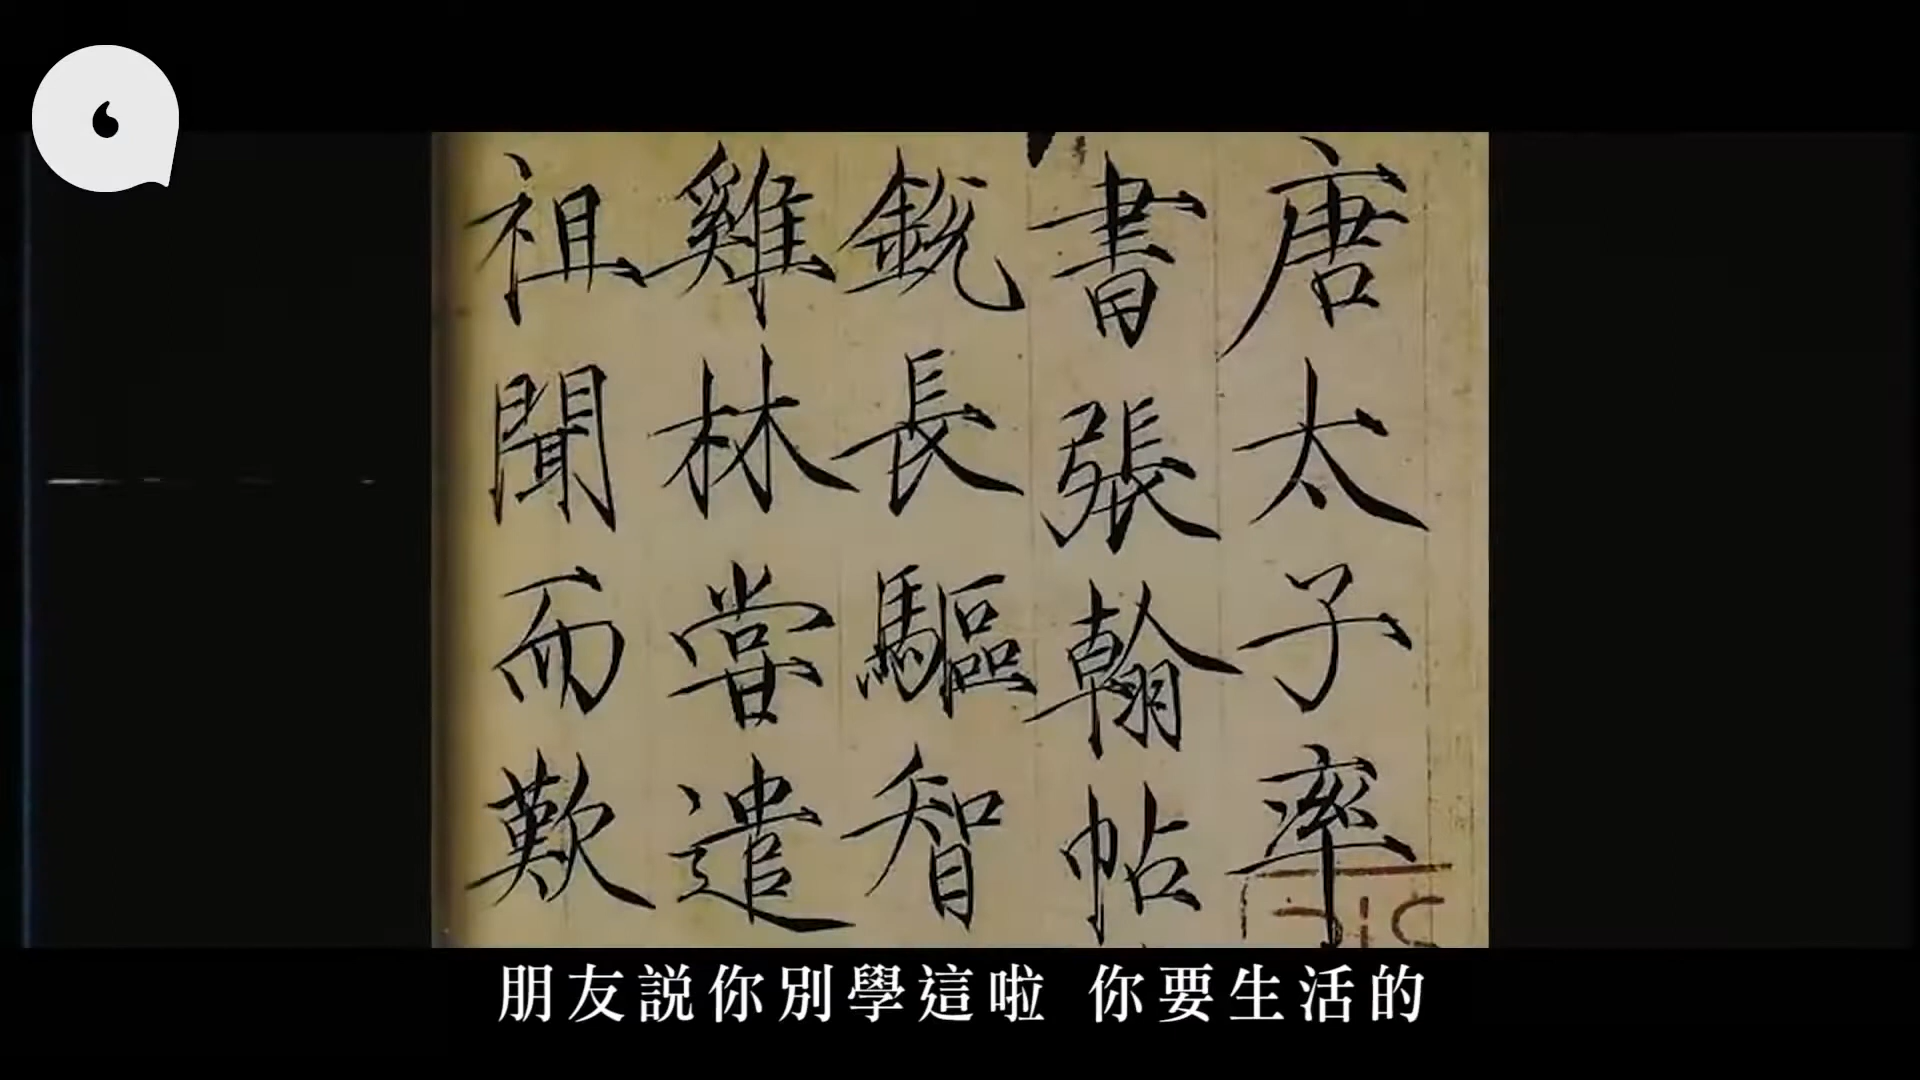 唐太子率
書張翰帖
銳長驅智
雞林當遣
祖聞而歎
朋友説你別學這啦 你要生活的